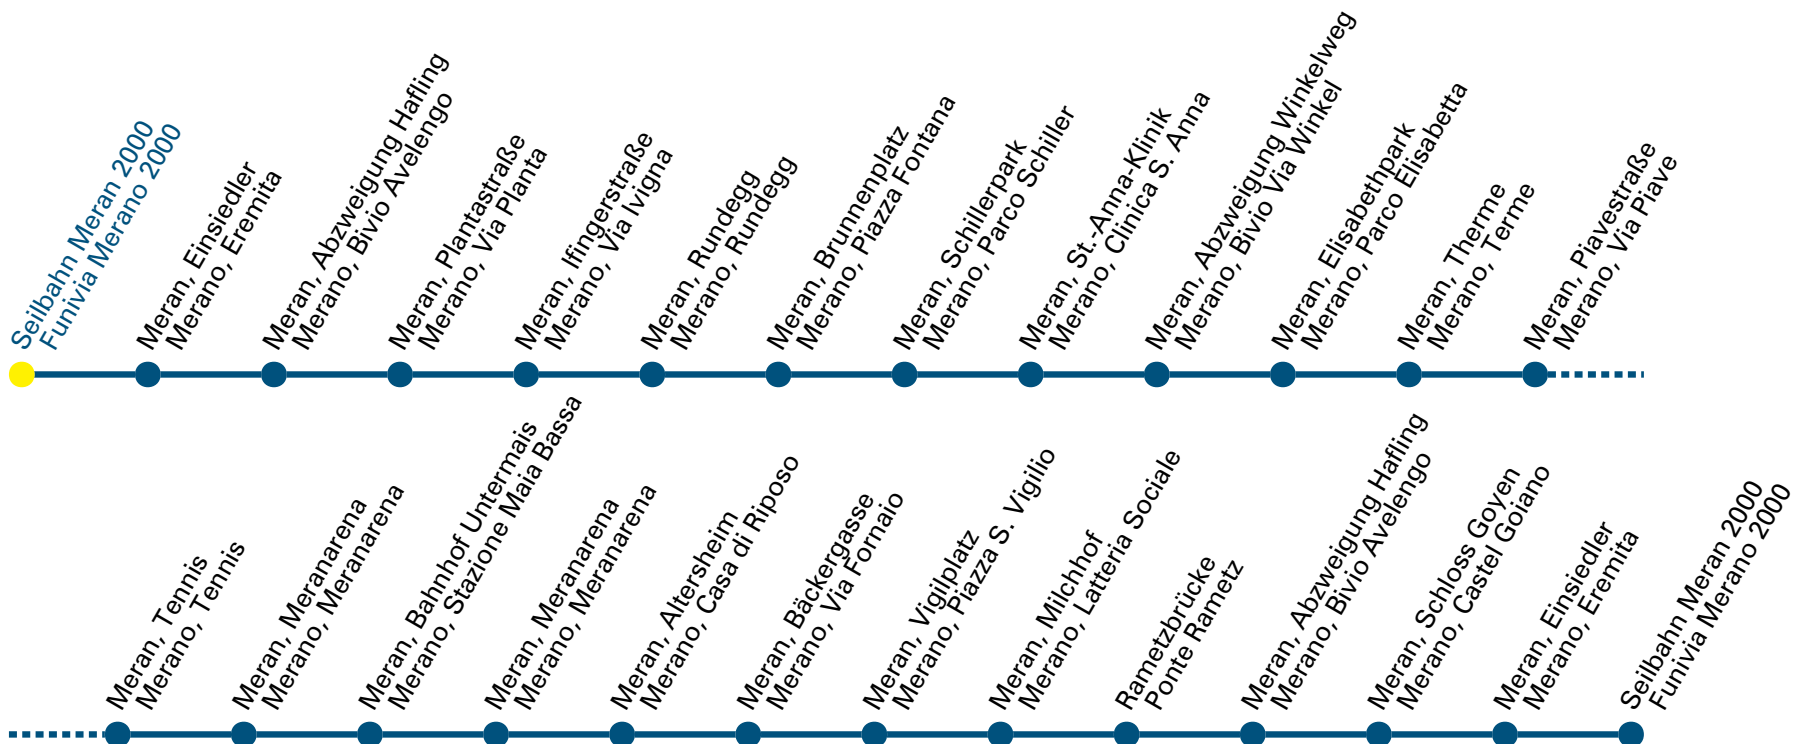 Seilbahn Meran 2000
Funivia Merano 2000
Meran, Einsiedler
Merano, Eremita
Meran, Abzweigung Hafling
Merano, Bivio Avelengo
Meran, Plantastraße
Merano, Via Planta
Meran, Ifingerstraße
Merano, Via Ivigna
Meran, Rundegg
Merano, Rundegg
Meran, Brunnenplatz
Merano, Piazza Fontana
Meran, Schillerpark
Merano, Parco Schiller
Meran, St.-Anna-Klinik
Merano, Clinica S. Anna
Meran, Abzweigung Winkelweg
Merano, Bivio Via Winkel
Meran, Elisabethpark
Merano, Parco Elisabetta
Meran, Therme
Merano, Terme
Meran, Piavestraße
Merano, Via Piave
Meran, Tennis
Merano, Tennis
Meran, Meranarena
Merano, Meranarena
Meran, Bahnhof Untermais
Merano, Stazione Maia Bassa
Meran, Meranarena
Merano, Meranarena
Meran, Altersheim
Merano, Casa di Riposo
Meran, Bäckergasse
Merano, Via Fornaio
Meran, Vigilplatz
Merano, Piazza S. Vigilio
Meran, Milchhof
Merano, Latteria Sociale
Rametzbrücke
Ponte Rametz
Meran, Abzweigung Hafling
Merano, Bivio Avelengo
Meran, Schloss Goyen
Merano, Castel Goiano
Meran, Einsiedler
Merano, Eremita
Seilbahn Meran 2000
Funivia Merano 2000